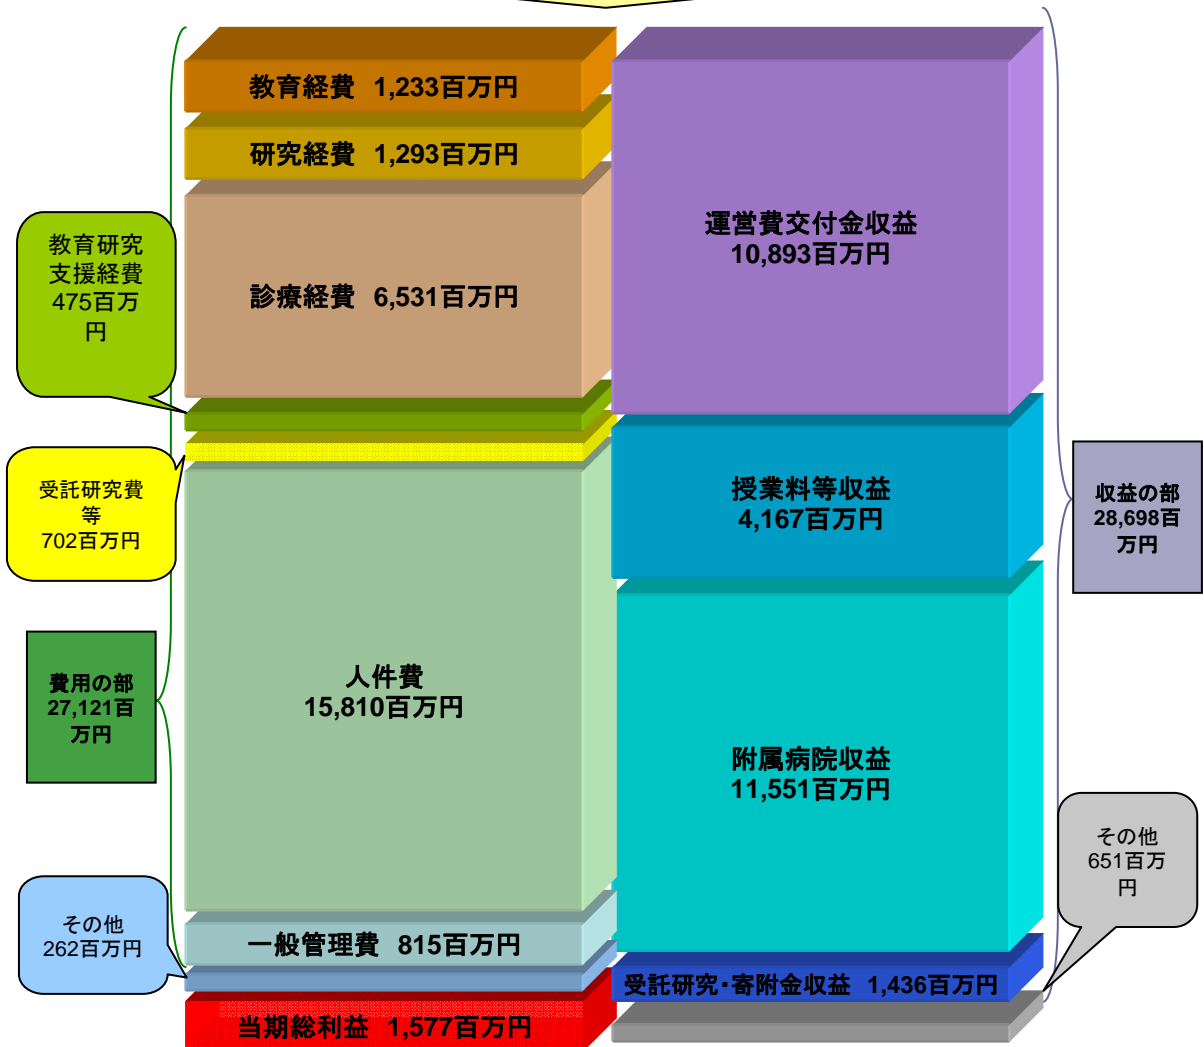 教育経費 1,233百万円
研究経費 1,293百万円
診療経費 6,531百万円
教育研究
支援経費
475百万
円
受託研究費
等
702百万円
人件費
15,810百万円
費用の部
27,121百
万円
一般管理費 815百万円
その他
262百万円
当期総利益 1,577百万円
運営費交付金収益
10,893百万円
授業料等収益
4,167百万円
収益の部
28,698百
万円
附属病院収益
11,551百万円
その他
651百万
円
受託研究・寄附金収益 1,436百万円